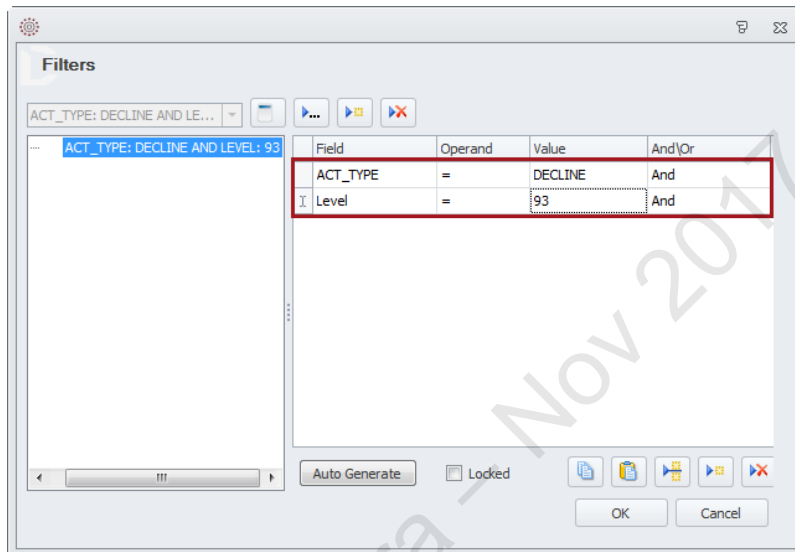 Filters
ACT_TYPE: DECLINE AND LE...
ACT_TYPE: DECLINE AND LEVEL: 93
Field Operand Value And\Or
ACT_TYPE = DECLINE And
Level = 93 And
Auto Generate Locked
OK Cancel
ra – Nov 2017